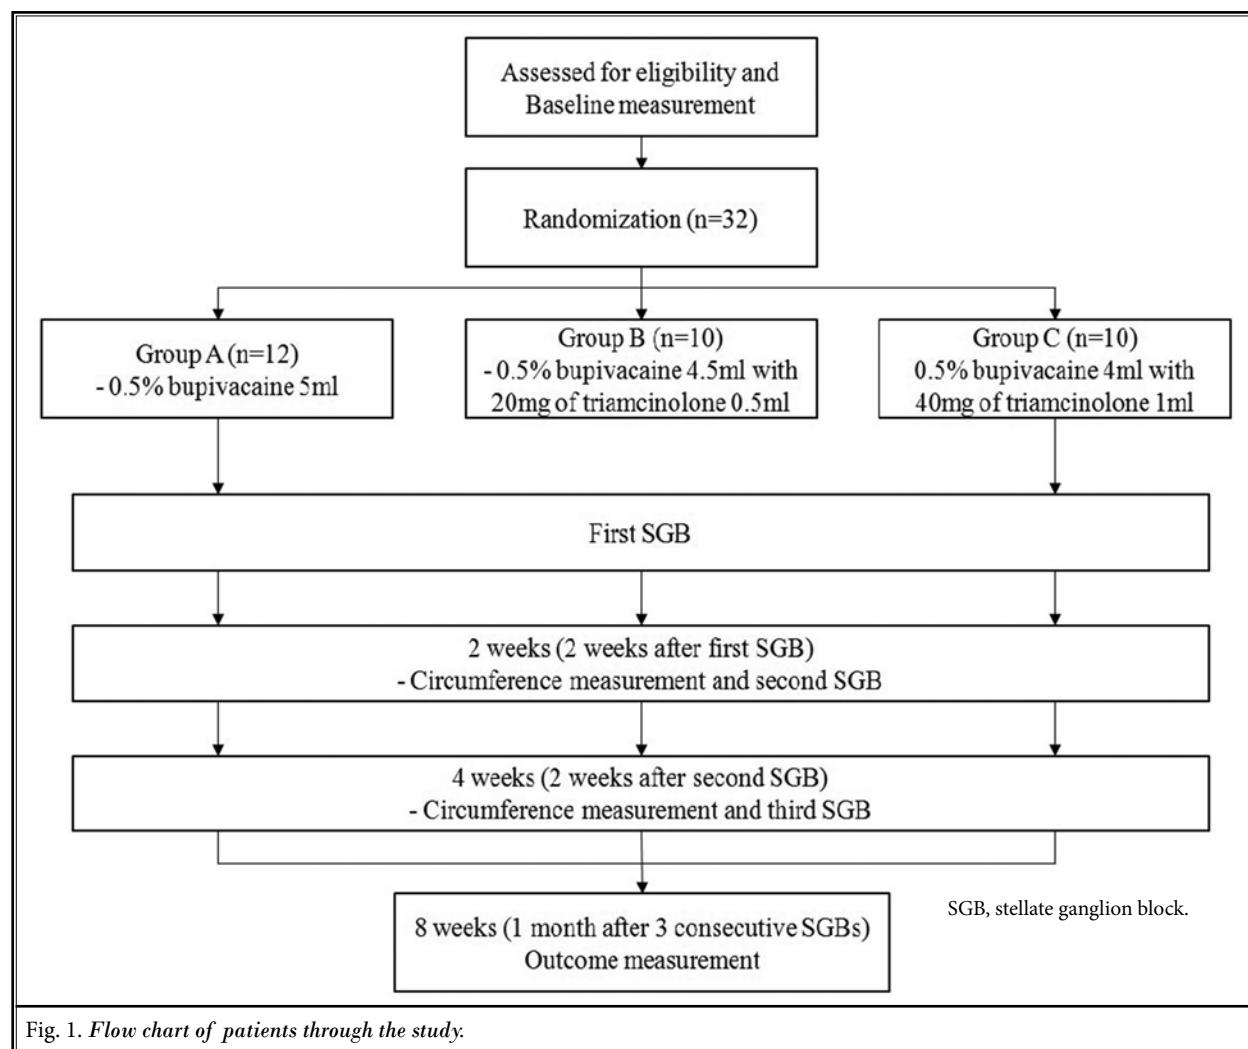 Assessed for eligibility and
Baseline measurement
Randomization (n=32)
Group A (n=12)
- 0.5% bupivacaine 5ml
Group B (n=10)
- 0.5% bupivacaine 4.5ml with
20mg of triamcinolone 0.5ml
Group C (n=10)
0.5% bupivacaine 4ml with
40mg of triamcinolone 1ml
First SGB
2 weeks (2 weeks after first SGB)
- Circumference measurement and second SGB
4 weeks (2 weeks after second SGB)
- Circumference measurement and third SGB
8 weeks (1 month after 3 consecutive SGBs)
Outcome measurement
SGB, stellate ganglion block.
Fig. 1. Flow chart of patients through the study.